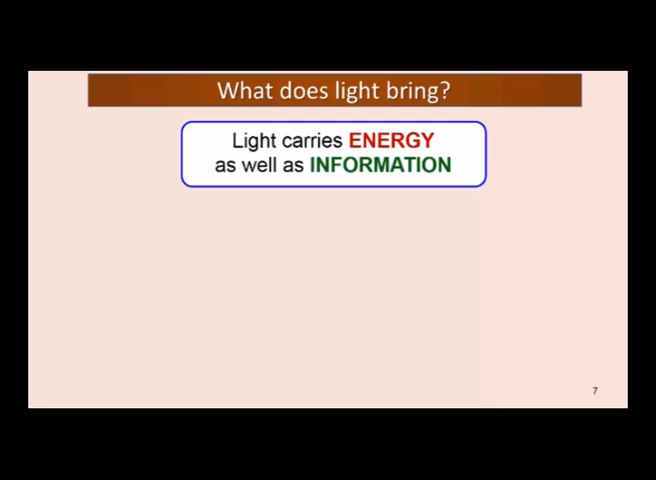 What does light bring?
Light carries ENERGY
as well as INFORMATION
7